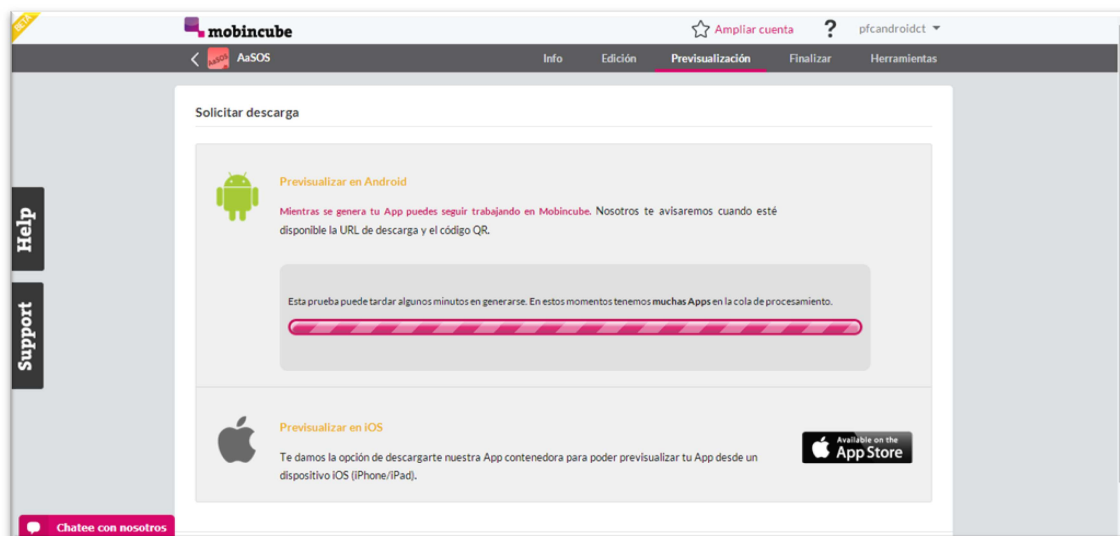 BETA
mobincube
Ampliar cuenta
?
pfcandroidct
AaSOS
AaSOS
Info
Edición
Previsualización
Finalizar
Herramientas
Solicitar descarga
Previsualizar en Android
Mientras se genera tu App puedes seguir trabajando en Mobincube. Nosotros te avisaremos cuando esté
disponible la URL de descarga y el código QR.
Esta prueba puede tardar algunos minutos en generarse. En estos momentos tenemos muchas Apps en la cola de procesamiento.
Previsualizar en iOS
Te damos la opción de descargarte nuestra App contenedora para poder previsualizar tu App desde un
dispositivo iOS (iPhone/iPad).
Available on the
App Store
Help
Support
Chatee con nosotros